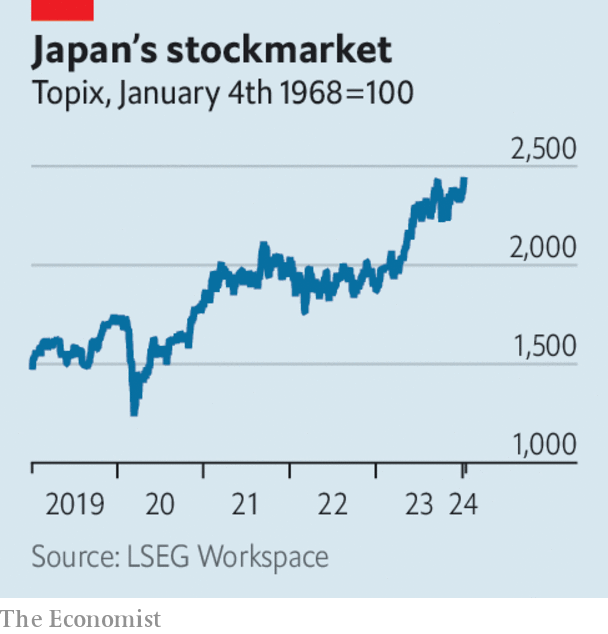 Japan's stockmarket
Topix, January 4th 1968=100
2,500
2,000
1,500
1,000
2019 20 21 22 23 24
Source: LSEG Workspace
The Economist